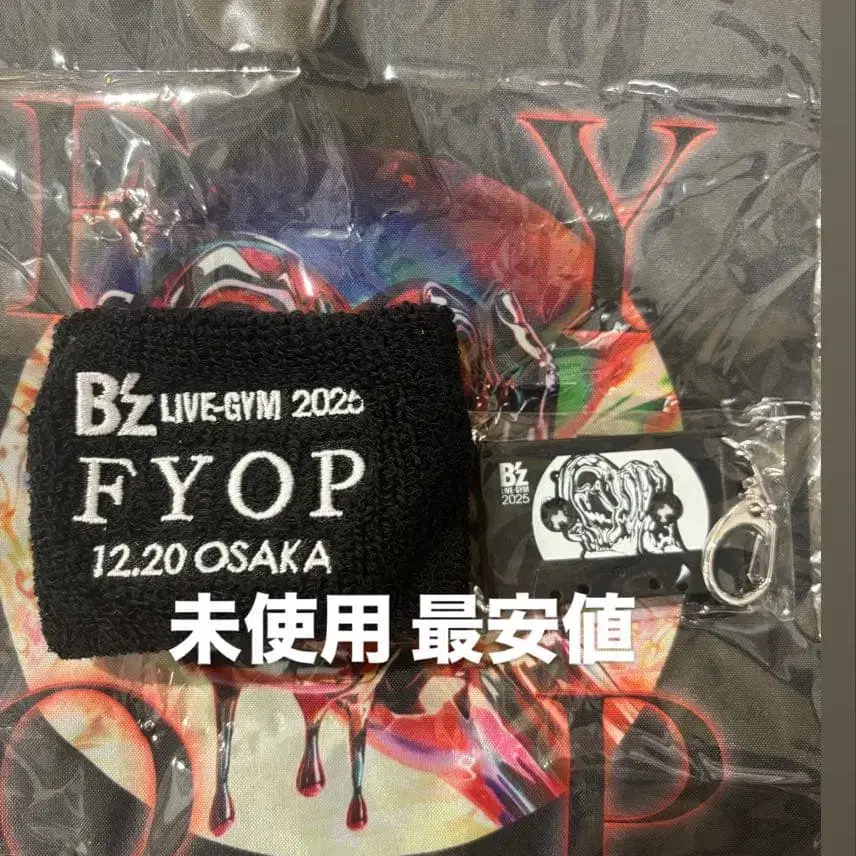 F Y
B'z LIVE-GYM 2025
FYOP
12.20 OSAKA
B'z
LIVE-GYM
2025
未使用 最安値
O P